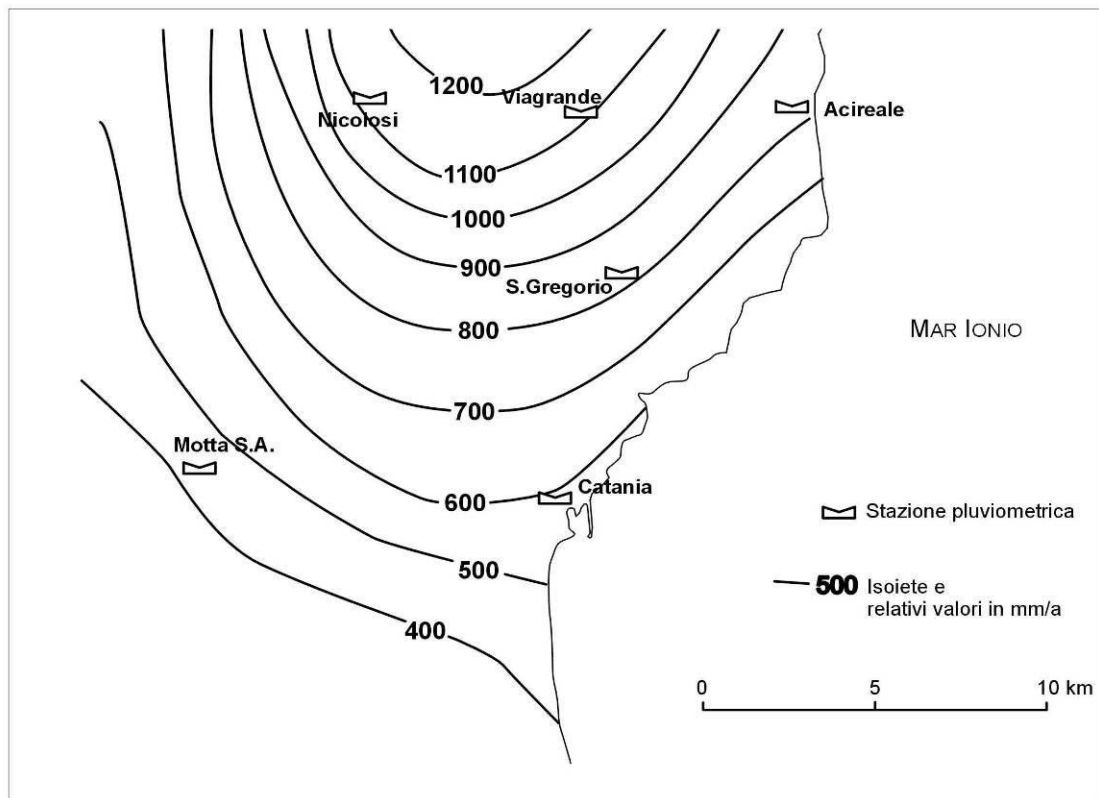 1200
Viagrande
Nicolosi
Acireale
1100
1000
900
S.Gregorio
800
MAR IONIO
700
Motta S.A.
600
Catania
Stazione pluviometrica
500
500
Isoiete e
relativi valori in mm/a
400
0
5
10 km